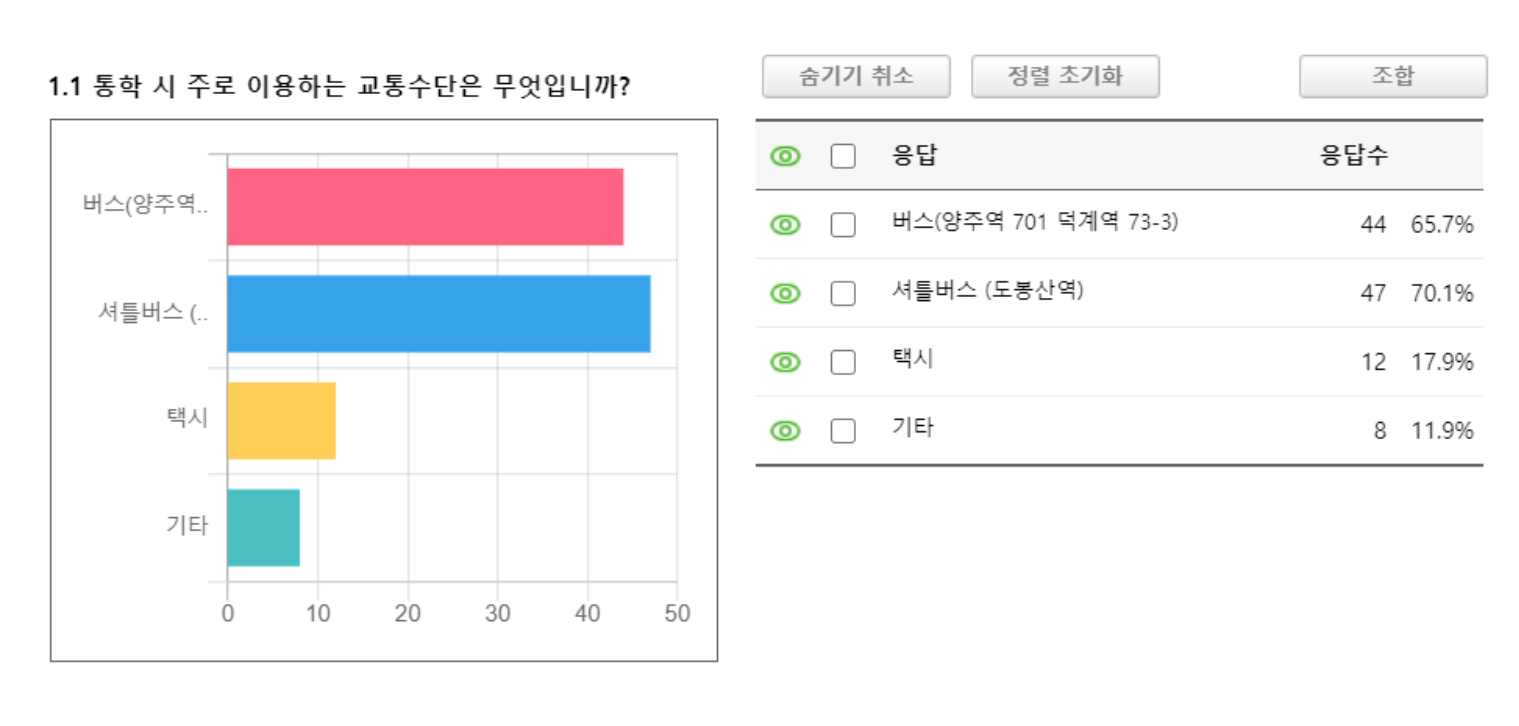 1.1 통학 시 주로 이용하는 교통수단은 무엇입니까?
버스(양주역..
셔틀버스 (..
택시
기타
0 10 20 30 40 50
숨기기 취소 정렬 초기화 조합
응답 응답수
버스(양주역 701 덕계역 73-3) 44 65.7%
셔틀버스 (도봉산역) 47 70.1%
택시 12 17.9%
기타 8 11.9%